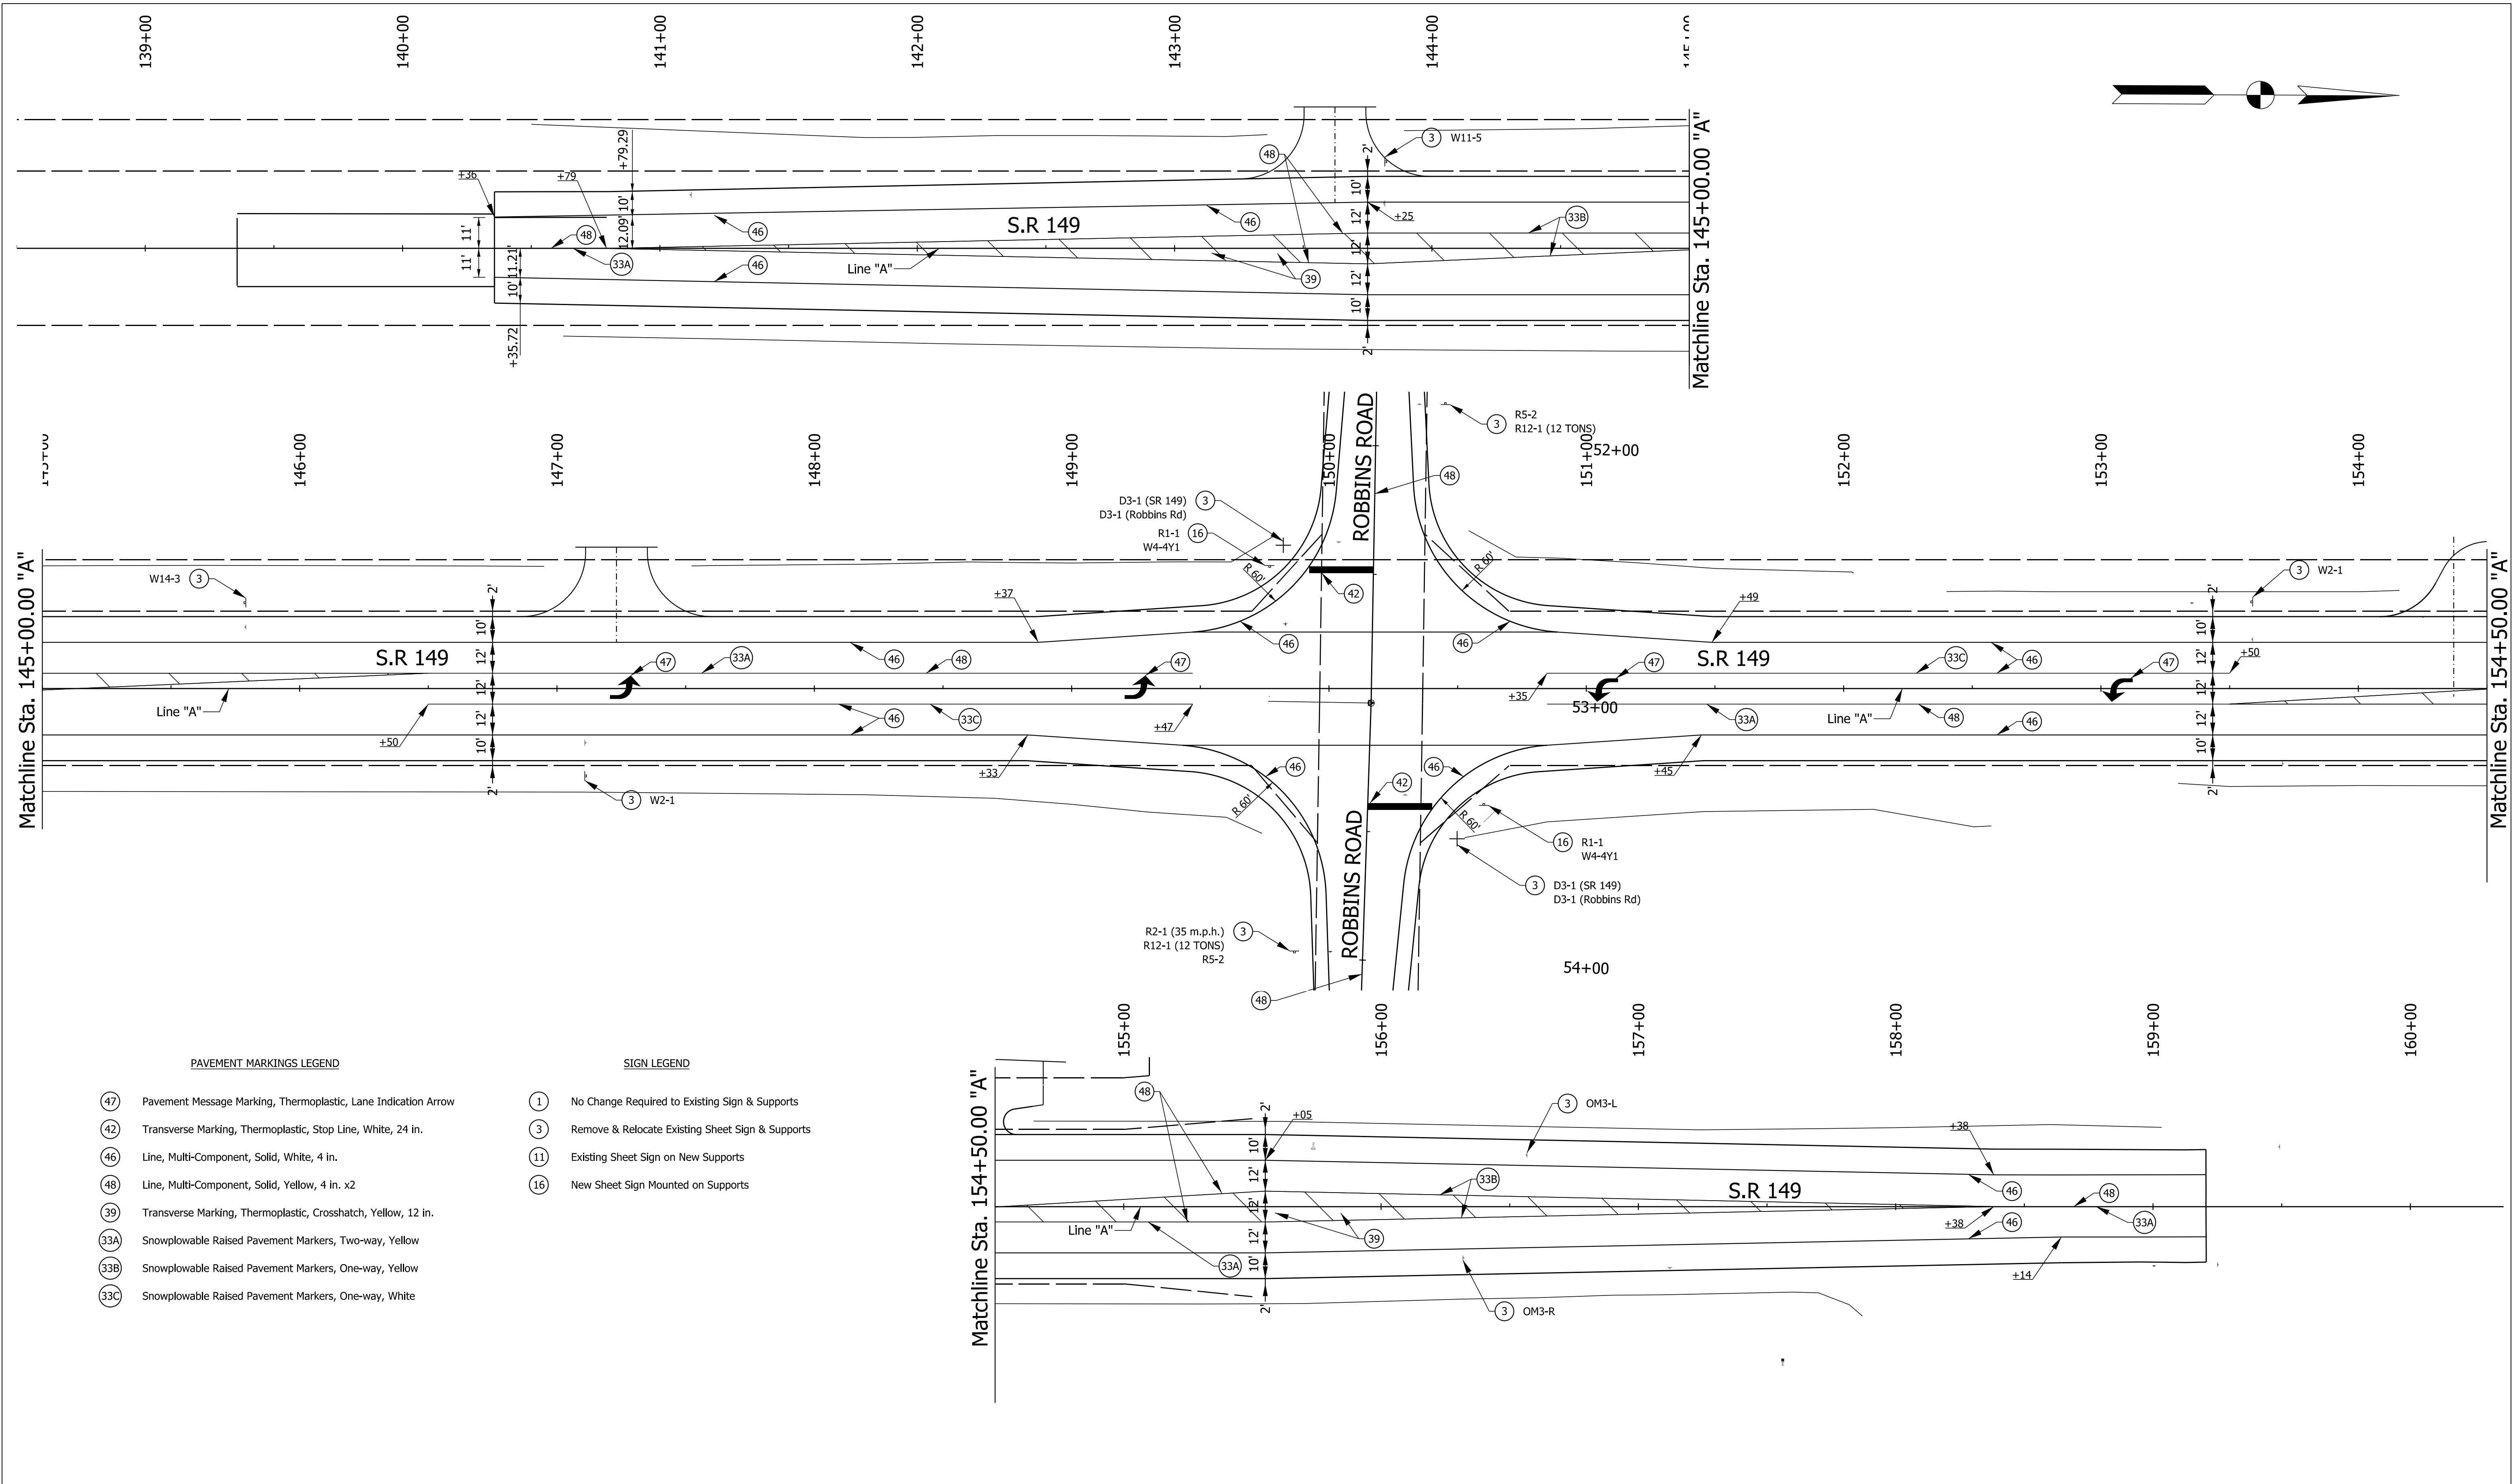 139+00
140+00
141+00
142+00
143+00
144+00
145+00
+79.29
+36
+79
11'
11'
10'
12.09'
11.21'
10'
+35.72
48
33A
46
46
46
Line "A"
S.R 149
48
39
2'
10'
12'
12'
12'
10'
2'
+25
33B
3 W11-5
Matchline Sta. 145+00.00 "A"
145+00
146+00
147+00
148+00
149+00
150+00
151+00
152+00
153+00
154+00
52+00
53+00
54+00
Matchline Sta. 145+00.00 "A"
W14-3 3
S.R 149
Line "A"
+50
2'
10'
12'
12'
12'
10'
2'
3 W2-1
47
33A
46
48
47
46
33C
+37
+33
+47
D3-1 (SR 149) 3
D3-1 (Robbins Rd)
R1-1 16
W4-4Y1
R 60'
42
46
ROBBINS ROAD
48
3 R5-2
R12-1 (12 TONS)
R 60'
46
+49
+35
47
S.R 149
33C
46
47
+50
3 W2-1
33A
Line "A"
48
46
+45
2'
10'
12'
12'
12'
10'
2'
46
R 60'
42
46
R 60'
16 R1-1
W4-4Y1
3 D3-1 (SR 149)
D3-1 (Robbins Rd)
R2-1 (35 m.p.h.) 3
R12-1 (12 TONS)
R5-2
ROBBINS ROAD
48
Matchline Sta. 154+50.00 "A"
155+00
156+00
157+00
158+00
159+00
160+00
Matchline Sta. 154+50.00 "A"
48
2'
10'
12'
12'
12'
10'
2'
+05
3 OM3-L
33B
S.R 149
+38
46
48
+38
46
33A
+14
Line "A"
33A
39
3 OM3-R
PAVEMENT MARKINGS LEGEND
47 Pavement Message Marking, Thermoplastic, Lane Indication Arrow
42 Transverse Marking, Thermoplastic, Stop Line, White, 24 in.
46 Line, Multi-Component, Solid, White, 4 in.
48 Line, Multi-Component, Solid, Yellow, 4 in. x2
39 Transverse Marking, Thermoplastic, Crosshatch, Yellow, 12 in.
33A Snowplowable Raised Pavement Markers, Two-way, Yellow
33B Snowplowable Raised Pavement Markers, One-way, Yellow
33C Snowplowable Raised Pavement Markers, One-way, White
SIGN LEGEND
1 No Change Required to Existing Sign & Supports
3 Remove & Relocate Existing Sheet Sign & Supports
11 Existing Sheet Sign on New Supports
16 New Sheet Sign Mounted on Supports